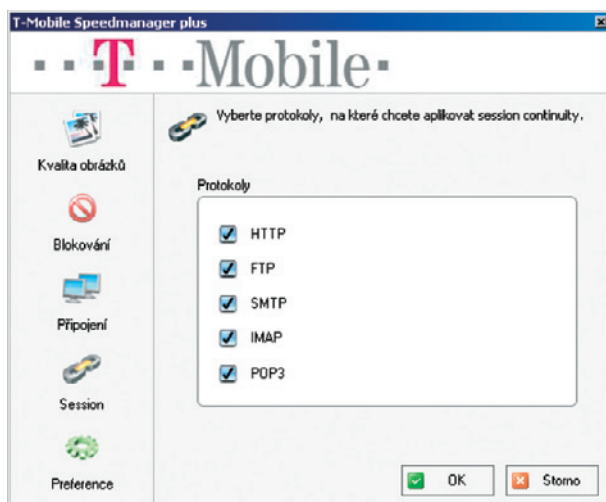 T-Mobile Speedmanager plus
T · · Mobile ·
Kvalita obrázků
Blokování
Připojení
Session
Preference
Vyberte protokoly, na které chcete aplikovat session continuity.
Protokoly
HTTP
FTP
SMTP
IMAP
POP3
OK
Storno